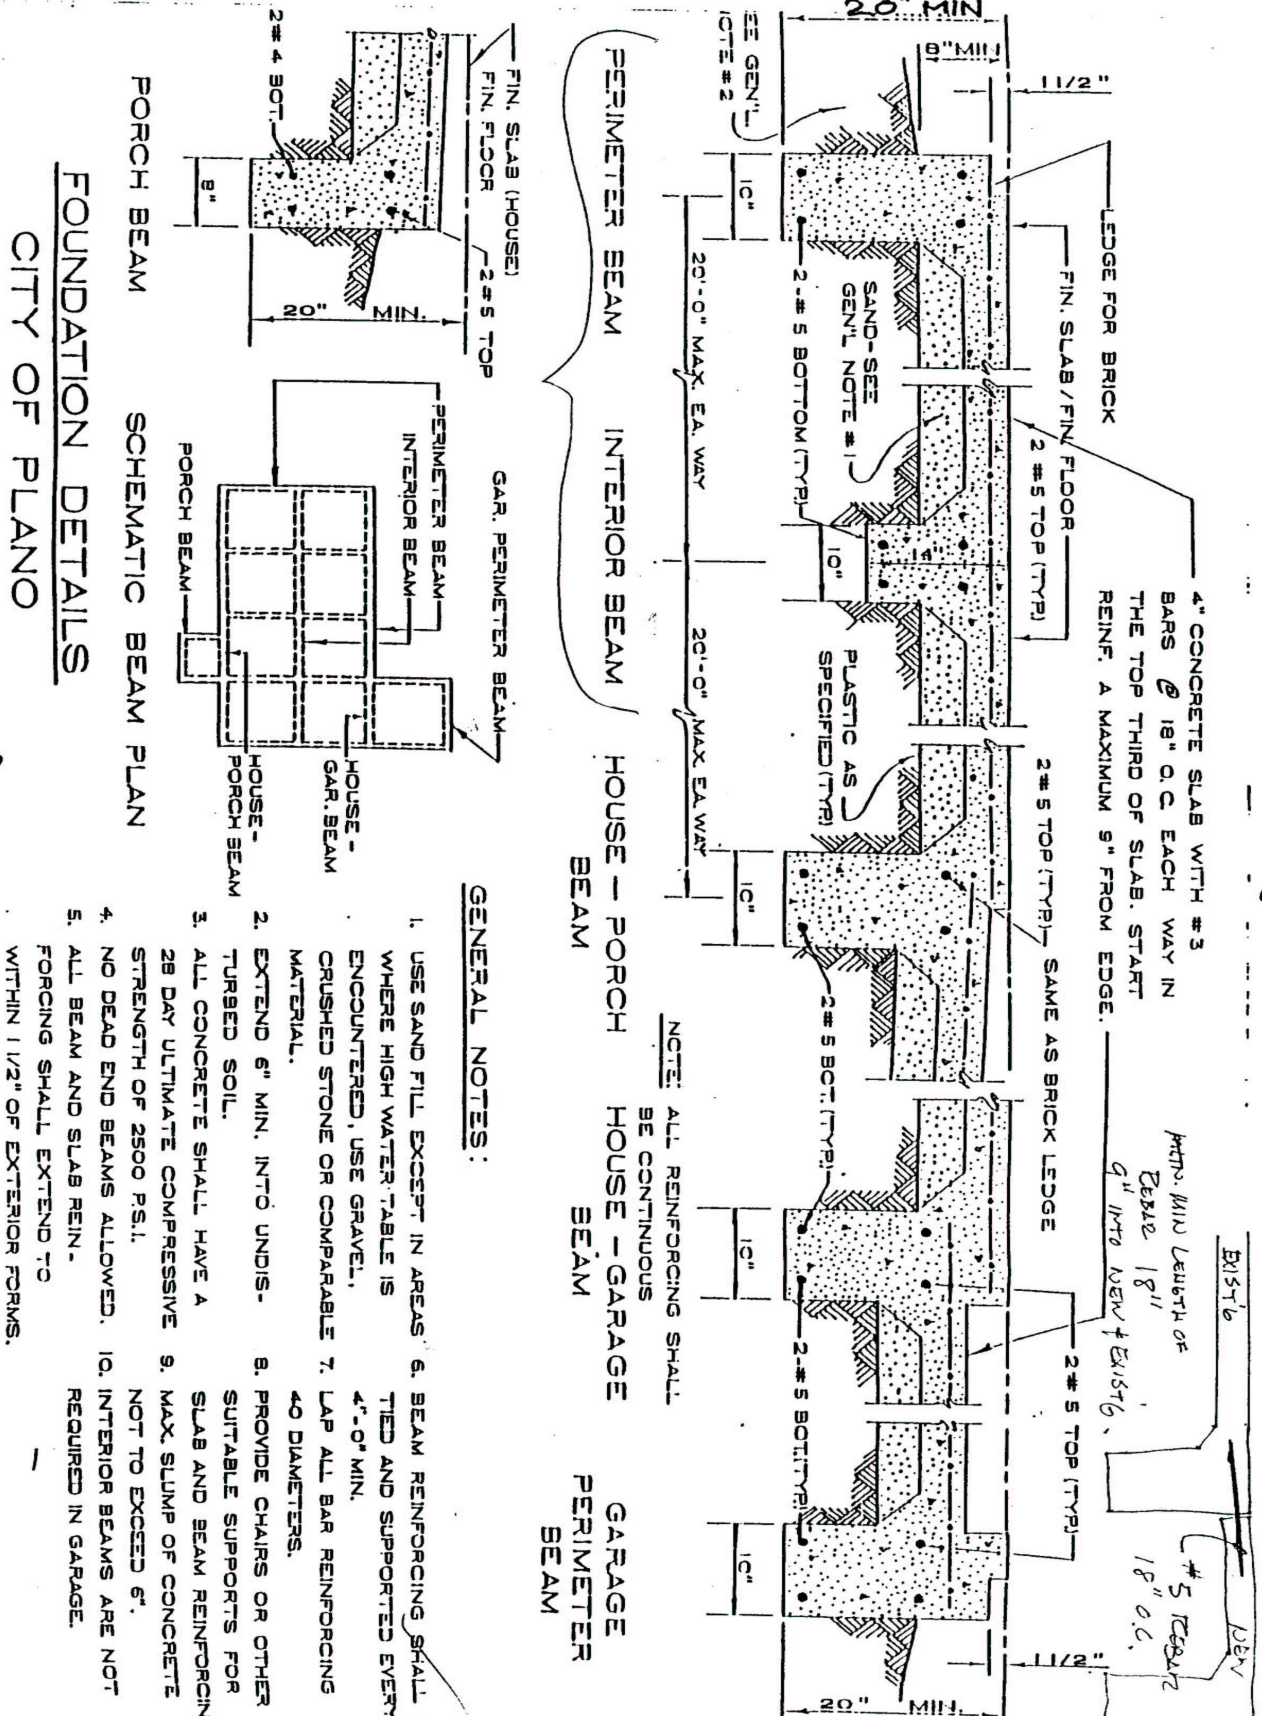 20" MIN
8"MIN
1 1/2"
EE GEN'L
OTE #2
10"
LEDGE FOR BRICK
FIN. SLAB/FIN. FLOOR
2 #5 TOP (TYP.)
4" CONCRETE SLAB WITH #3
BARS @ 18" O.C. EACH WAY IN
THE TOP THIRD OF SLAB. START
REINF. A MAXIMUM 9" FROM EDGE.
2 #5 TOP (TYP.)
SAME AS BRICK LEDGE
2 #5 TOP (TYP.)
EXIST'G
NEW
MIN LENGTH OF
REBAR 18"
9" INTO NEW & EXIST'G.
#5 REBAR
18" O.C.
1 1/2"
20" MIN.
SAND-SEE
GEN'L NOTE #1
2-#5 BOTTOM (TYP.)
14"
10"
PLASTIC AS
SPECIFIED (TYP.)
10"
2 #5 BOT. (TYP.)
10"
2-#5 BOT. (TYP.)
10"
20'-0" MAX. EA. WAY
20'-0" MAX. EA. WAY
NOTE: ALL REINFORCING SHALL
BE CONTINUOUS
PERIMETER BEAM
INTERIOR BEAM
HOUSE - PORCH
BEAM
HOUSE - GARAGE
BEAM
GARAGE
PERIMETER
BEAM
FIN. SLAB (HOUSE)
FIN. FLOOR
2 #5 TOP
2 #4 BOT.
20" MIN.
8"
PORCH BEAM
GAR. PERIMETER BEAM
PERIMETER BEAM
INTERIOR BEAM
PORCH BEAM
HOUSE -
GAR. BEAM
HOUSE -
PORCH BEAM
SCHEMATIC BEAM PLAN
FOUNDATION DETAILS
CITY OF PLANO
GENERAL NOTES:
1. USE SAND FILL EXCEPT IN AREAS
WHERE HIGH WATER TABLE IS
ENCOUNTERED, USE GRAVEL,
CRUSHED STONE OR COMPARABLE
MATERIAL.
2. EXTEND 6" MIN. INTO UNDIS-
TURBED SOIL.
3. ALL CONCRETE SHALL HAVE A
28 DAY ULTIMATE COMPRESSIVE
STRENGTH OF 2500 P.S.I.
4. NO DEAD END BEAMS ALLOWED.
5. ALL BEAM AND SLAB REIN-
FORCING SHALL EXTEND TO
WITHIN 1 1/2" OF EXTERIOR FORMS.
6. BEAM REINFORCING SHALL
TIED AND SUPPORTED EVERY
4'-0" MIN.
7. LAP ALL BAR REINFORCING
40 DIAMETERS.
8. PROVIDE CHAIRS OR OTHER
SUITABLE SUPPORTS FOR
SLAB AND BEAM REINFORCIN
9. MAX. SLUMP OF CONCRETE
NOT TO EXCEED 6".
10. INTERIOR BEAMS ARE NOT
REQUIRED IN GARAGE.